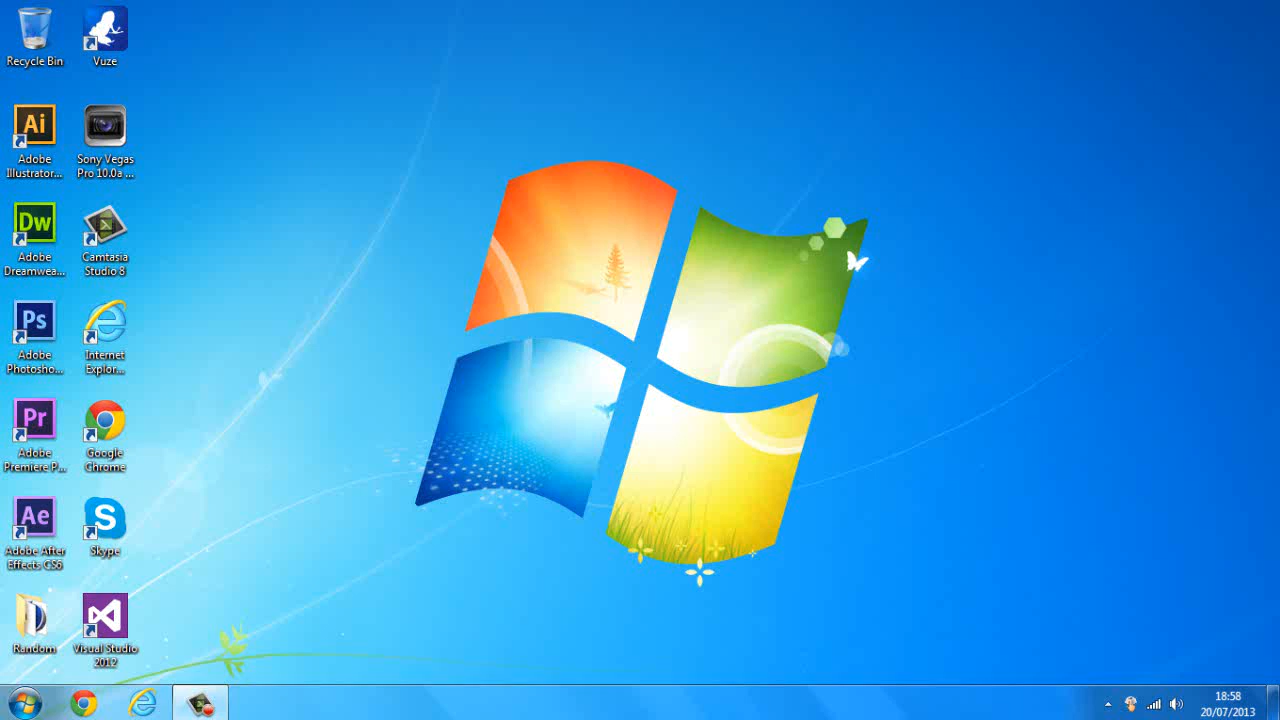 Recycle Bin
Vuze
Ai
Adobe
Illustrator...
Sony Vegas
Pro 10.0a ...
Dw
Adobe
Dreamwea...
Camtasia
Studio 8
Ps
Adobe
Photosho...
Internet
Explor...
Pr
Adobe
Premiere P...
Google
Chrome
Ae
Adobe After
Effects CS6
S
Skype
Random
Visual Studio
2012
18:58
20/07/2013